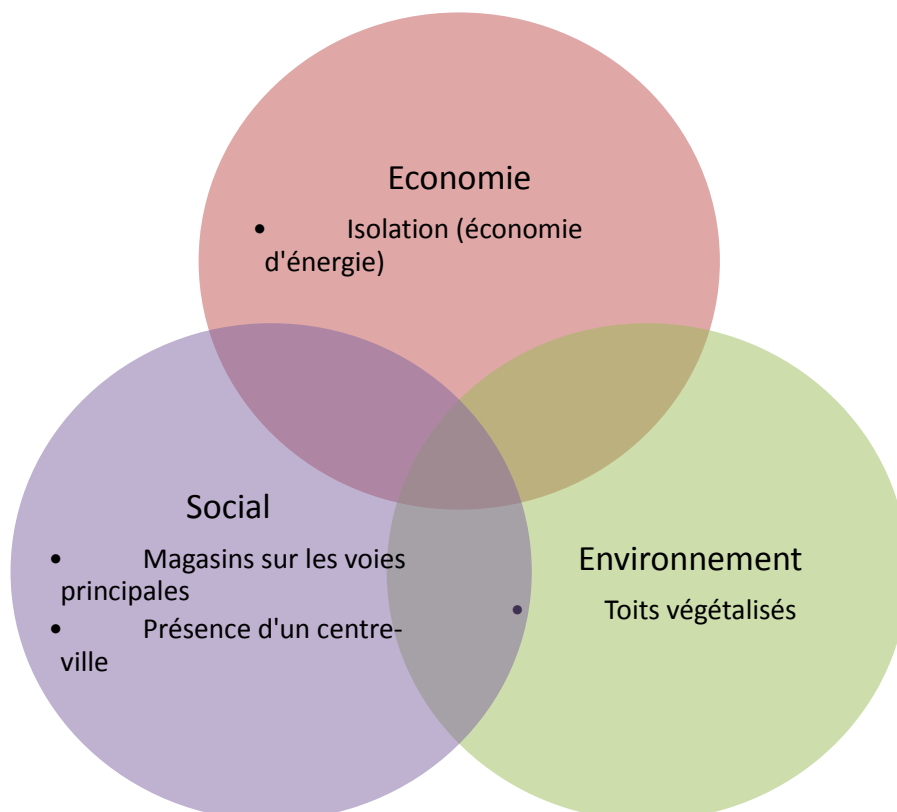 Economie
• Isolation (économie
d'énergie)
Social
• Magasins sur les voies
principales
• Présence d'un centre-
ville
Environnement
• Toits végétalisés